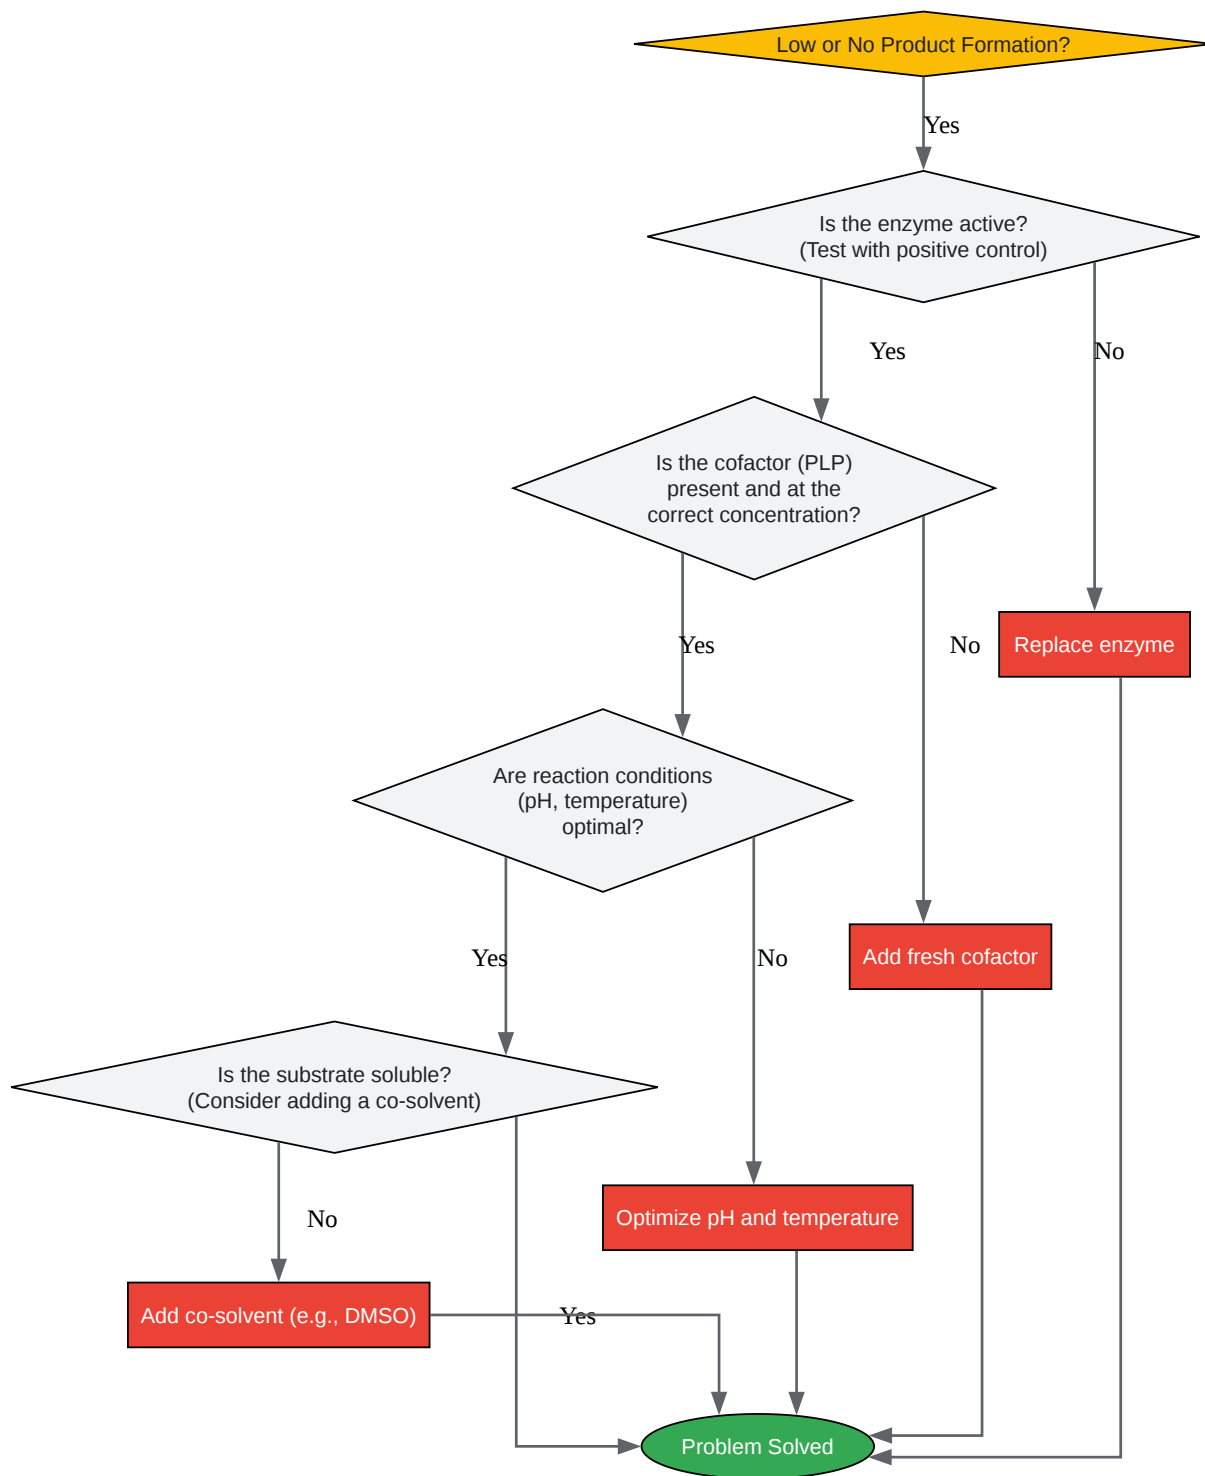 Low or No Product Formation?
Yes
Is the enzyme active?
(Test with positive control)
Yes
No
Is the cofactor (PLP)
present and at the
correct concentration?
Yes
No
Replace enzyme
Are reaction conditions
(pH, temperature)
optimal?
Yes
No
Add fresh cofactor
Is the substrate soluble?
(Consider adding a co-solvent)
No
Optimize pH and temperature
Add co-solvent (e.g., DMSO)
Yes
Problem Solved